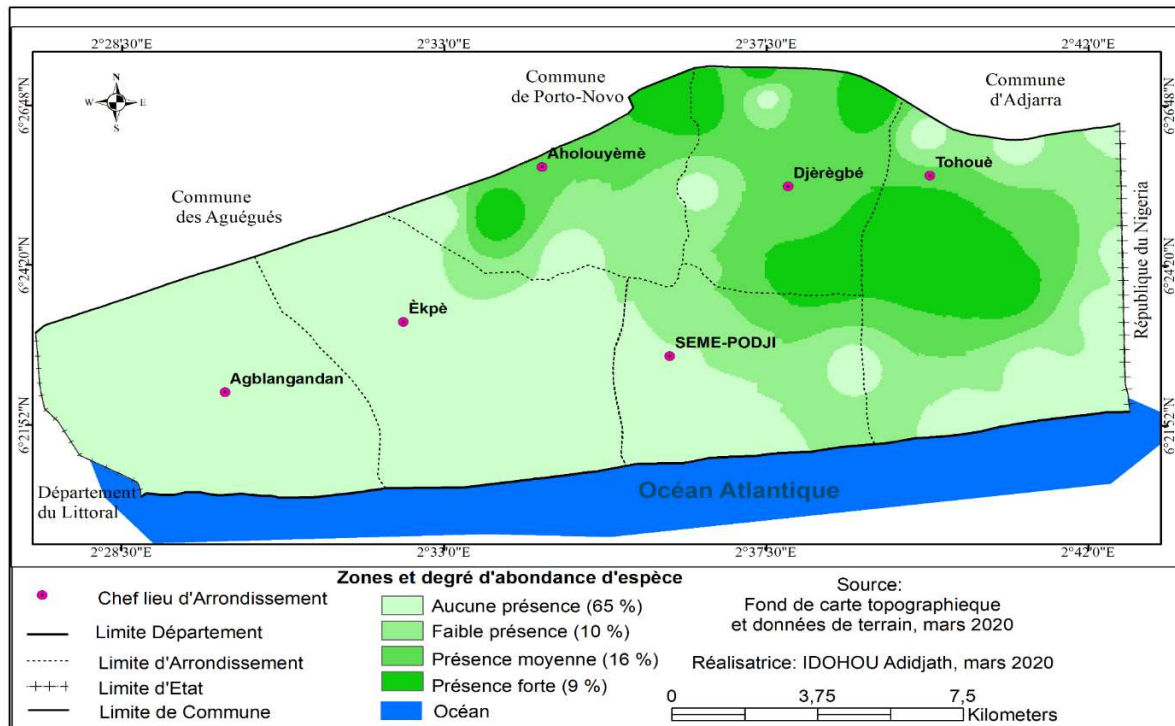 2°28'30"E
2°33'0"E
2°37'30"E
2°42'0"E
N
W E
S
Commune
de Porto-Novo
Commune
d'Adjarra
6°26'48"N
6°26'48"N
Aholouyèmè
Djèrègbé
Tohouè
Commune
des Aguégués
6°24'20"N
6°24'20"N
République du Nigeria
Èkpè
SEME-PODJI
Agblangandan
6°21'52"N
6°21'52"N
Département
du Littoral
Océan Atlantique
2°28'30"E
2°33'0"E
2°37'30"E
2°42'0"E
Chef lieu d'Arrondissement
Limite Département
Limite d'Arrondissement
Limite d'Etat
Limite de Commune
Zones et degré d'abondance d'espèce
Aucune présence (65 %)
Faible présence (10 %)
Présence moyenne (16 %)
Présence forte (9 %)
Océan
Source:
Fond de carte topographieque
et données de terrain, mars 2020
Réalisatrice: IDOHOU Adidjath, mars 2020
0 3,75 7,5
Kilometers